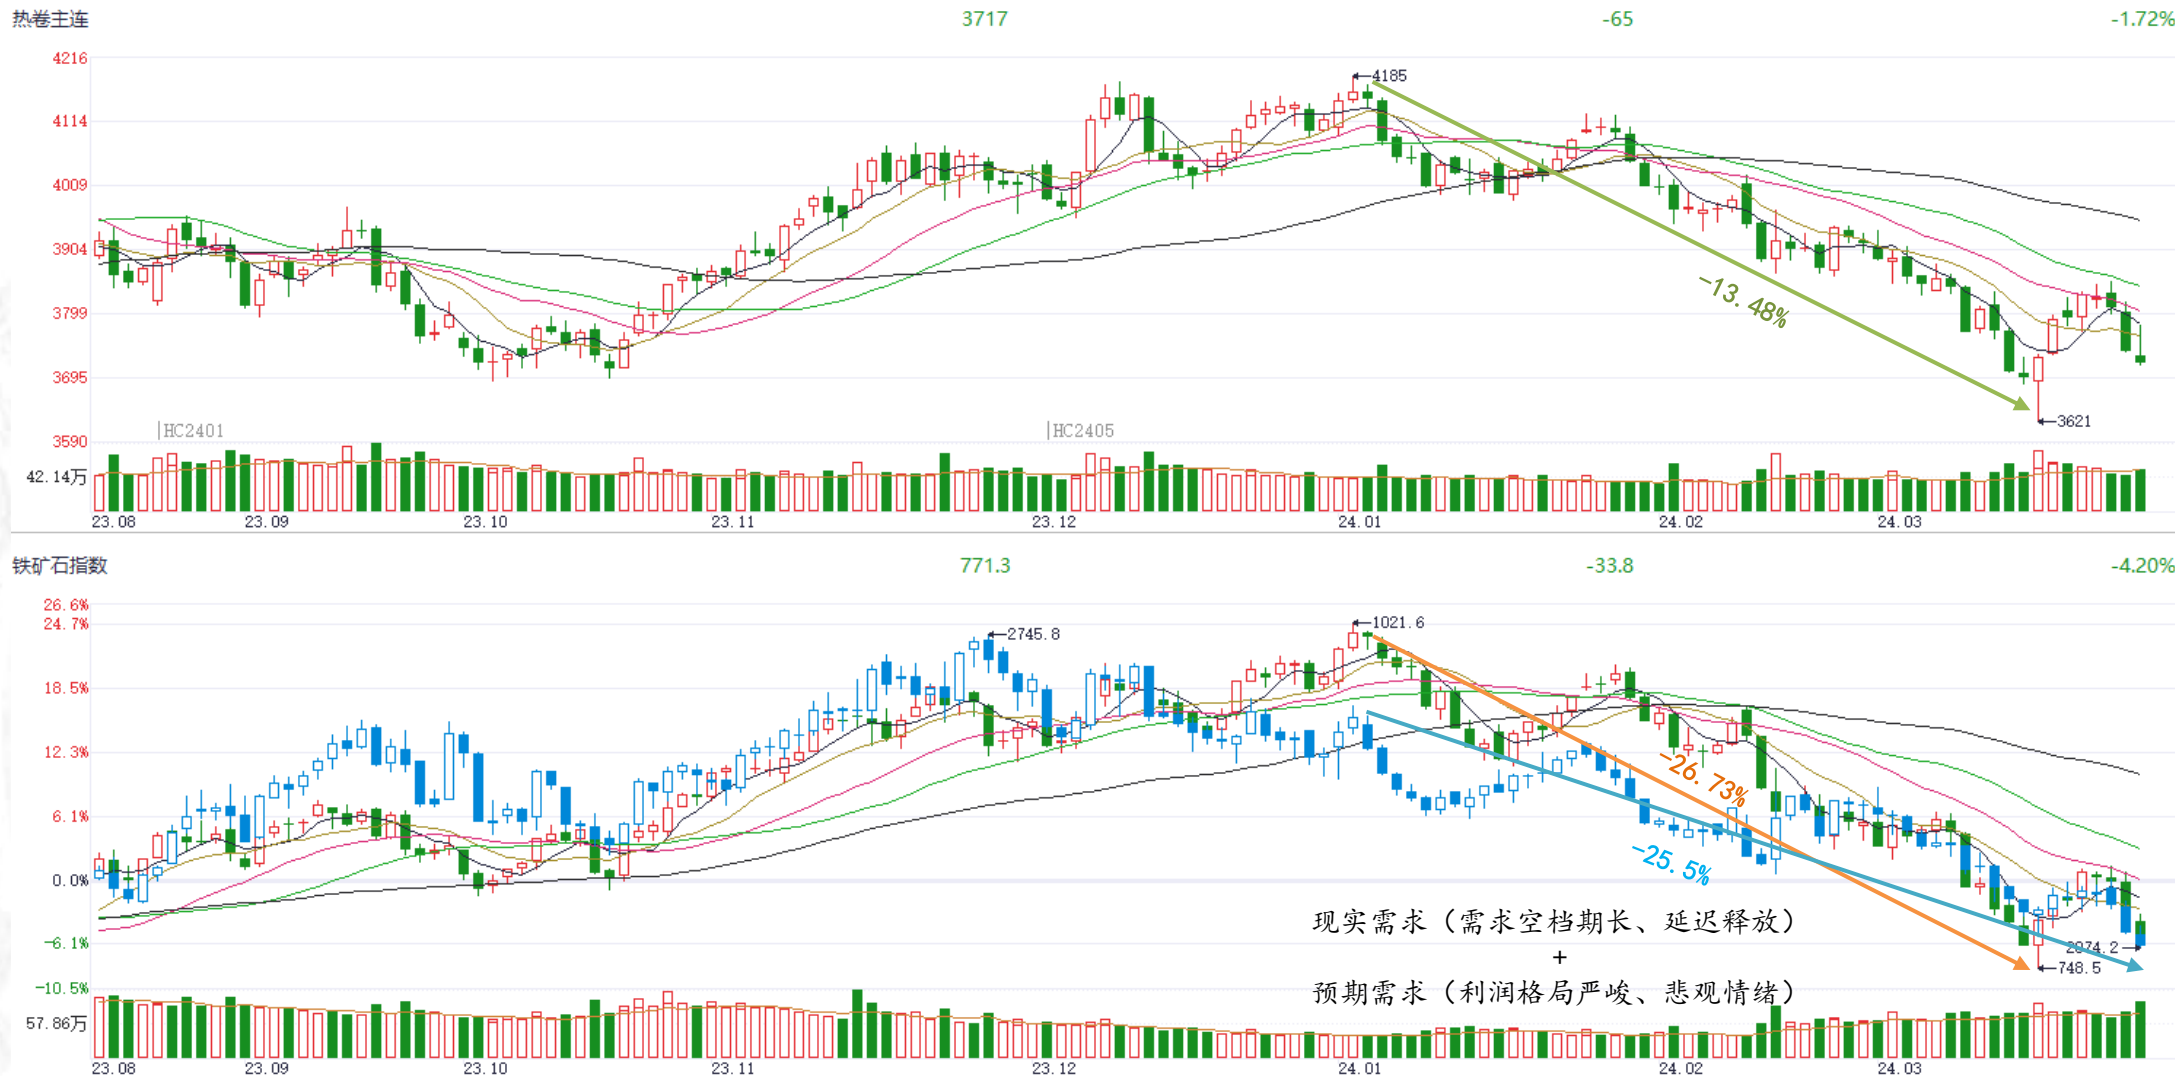 热卷主连 3717 -65 -1.72%
4216
4185
4114
4009
3904
-13.48%
3799
3695
3621
|HC2401 |HC2405
3590
42.14万
23.08 23.09 23.10 23.11 23.12 24.01 24.02 24.03
铁矿石指数 771.3 -33.8 -4.20%
26.6%
24.7%
1021.6
2745.8
18.5%
12.3%
-26.73%
6.1%
-25.5%
0.0%
现实需求（需求空档期长、延迟释放）
-6.1%
2074.2
+
748.5
-10.5%
预期需求（利润格局严峻、悲观情绪）
57.86万
23.08 23.09 23.10 23.11 23.12 24.01 24.02 24.03